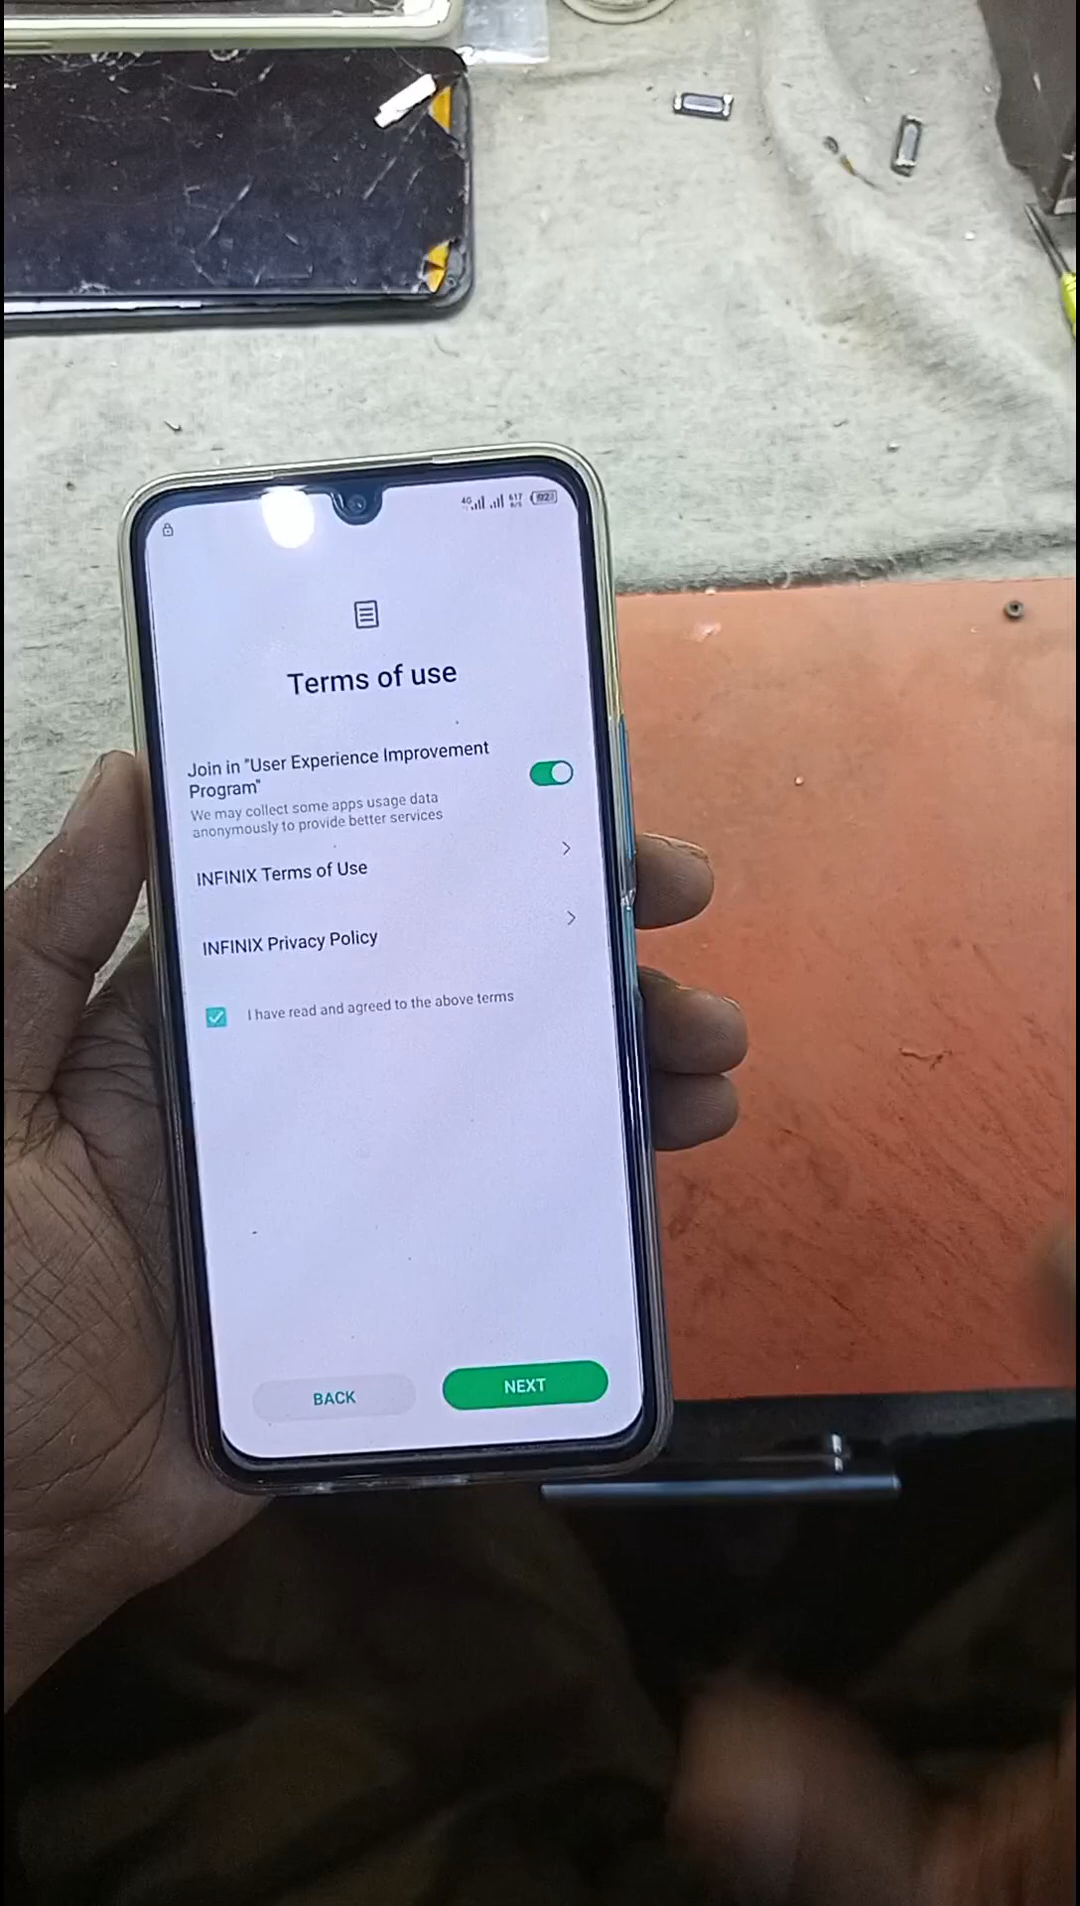 4G
617
B/S
Terms of use
Join in "User Experience Improvement
Program"
We may collect some apps usage data
anonymously to provide better services
INFINIX Terms of Use
INFINIX Privacy Policy
I have read and agreed to the above terms
BACK
NEXT